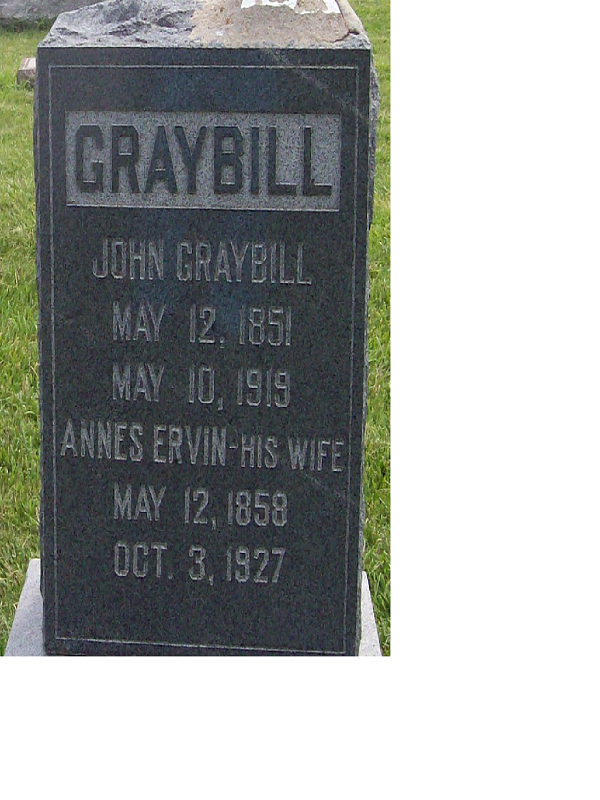 GRAYBILL
JOHN GRAYBILL
MAY 12, 1851
MAY 10, 1919
ANNES ERVIN-HIS WIFE
MAY 12, 1858
OCT. 3, 1927